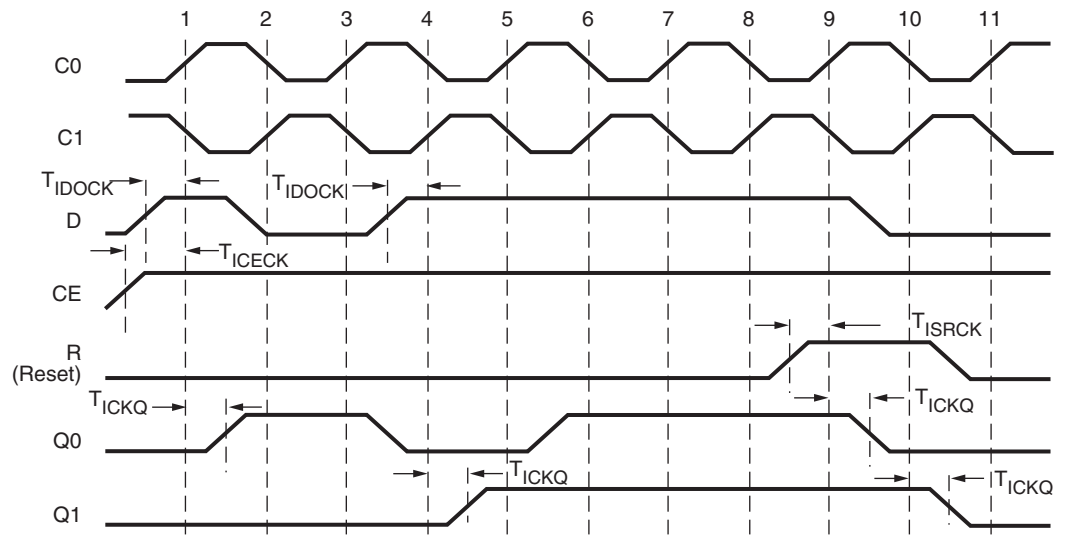 1 2 3 4 5 6 7 8 9 10 11
C0
C1
TIDOCK TIDOCK
D
TICECK
CE
TISRCK
R
(Reset)
TICKQ TICKQ
Q0
TICKQ TICKQ
Q1